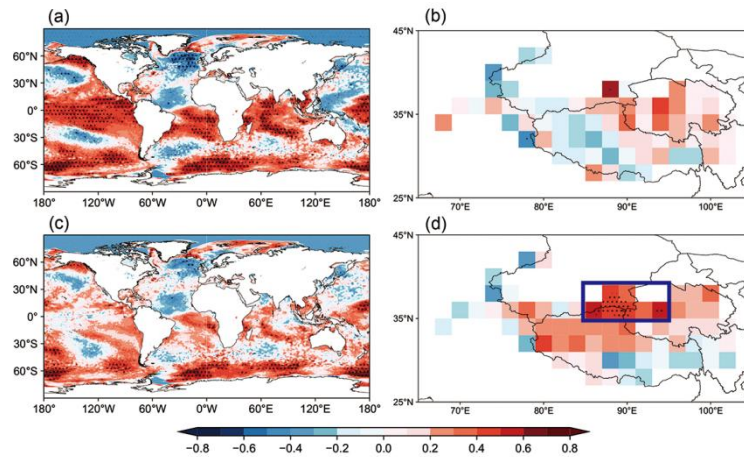 (a)
60°N
30°N
0°
30°S
60°S
120°W 60°W 0°W 60°E 120°E 180°
(b)
45°N
35°N
25°N
70°E 80°E 90°E 100°E
(c)
60°N
30°N
0°
30°S
60°S
180° 120°W 60°W 0°W 60°E 120°E 180°
(d)
45°N
35°N
25°N
70°E 80°E 90°E 100°E
−0.8 −0.6 −0.4 −0.2 0.0 0.2 0.4 0.6 0.8